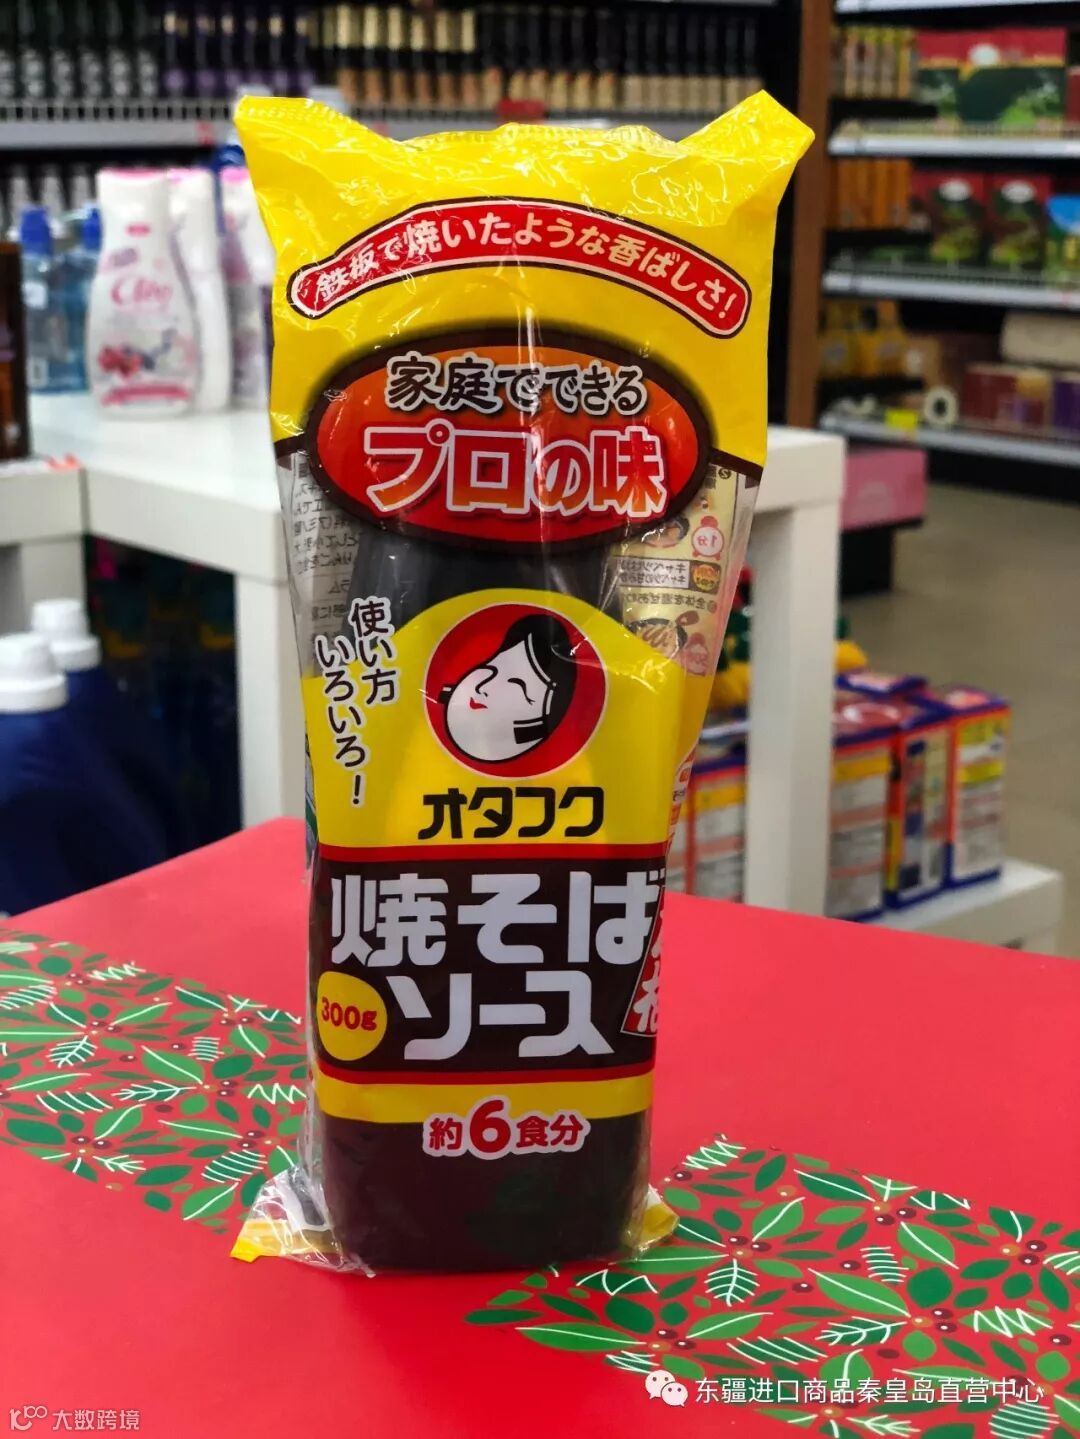 鉄板で焼いたような香ばしさ!
家庭でできる
プロの味
使い方
いろいろ!
1分
オタフク
焼そば
ソース
300g
約6食分
东疆进口商品秦皇岛直营中心
大数跨境